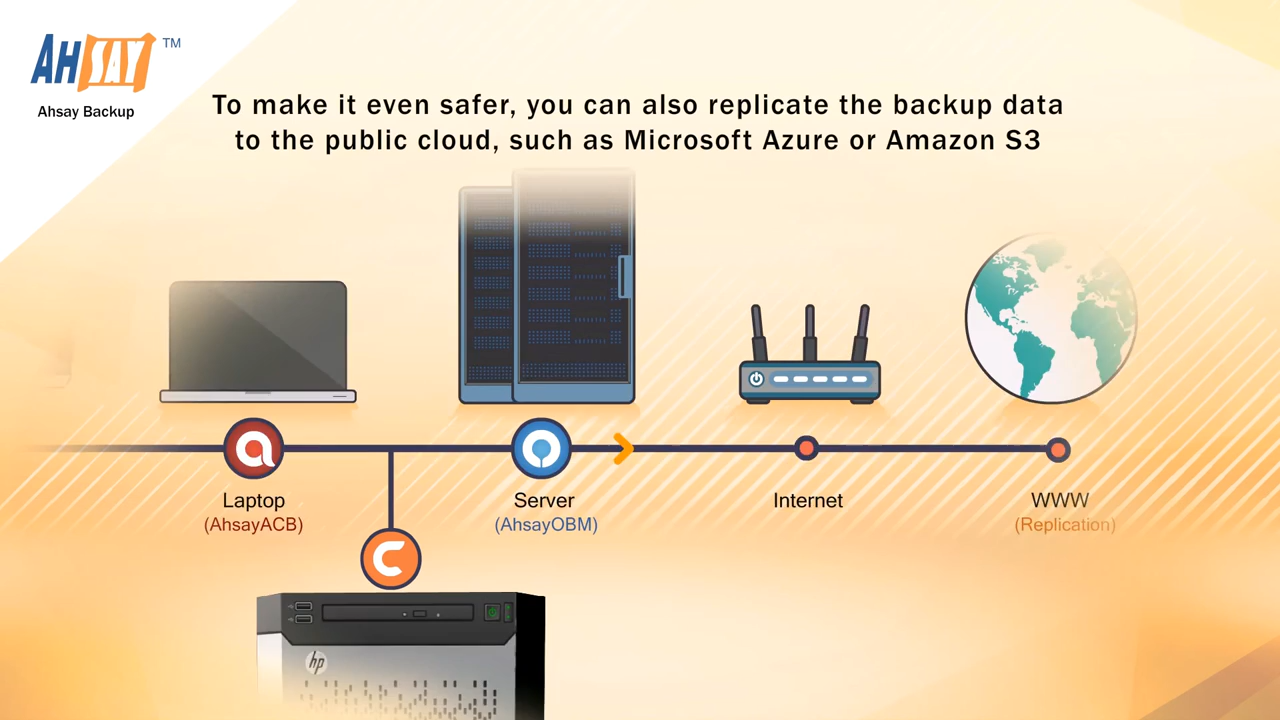 AHSAY™
Ahsay Backup
To make it even safer, you can also replicate the backup data
to the public cloud, such as Microsoft Azure or Amazon S3
Laptop
(AhsayACB)
Server
(AhsayOBM)
Internet
WWW
(Replication)
hp